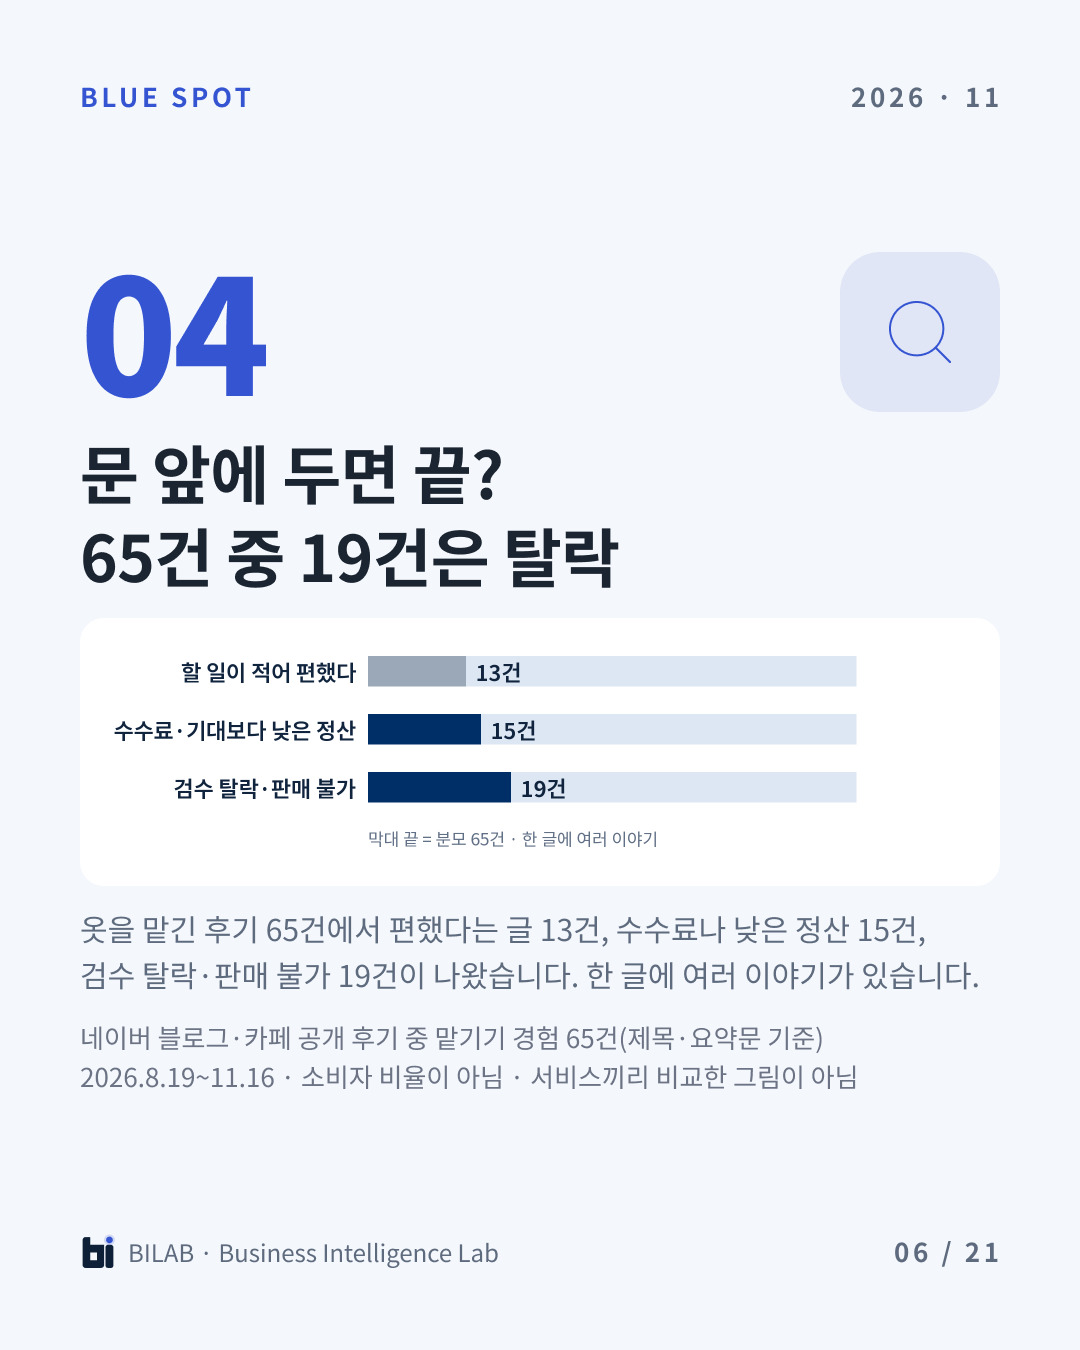 BLUE SPOT
2026 · 11
04
문 앞에 두면 끝?
65건 중 19건은 탈락
할 일이 적어 편했다 13건
수수료·기대보다 낮은 정산 15건
검수 탈락·판매 불가 19건
막대 끝 = 분모 65건 · 한 글에 여러 이야기
옷을 맡긴 후기 65건에서 편했다는 글 13건, 수수료나 낮은 정산 15건,
검수 탈락·판매 불가 19건이 나왔습니다. 한 글에 여러 이야기가 있습니다.
네이버 블로그·카페 공개 후기 중 맡기기 경험 65건(제목·요약문 기준)
2026.8.19~11.16 · 소비자 비율이 아님 · 서비스끼리 비교한 그림이 아님
bi BILAB · Business Intelligence Lab
06 / 21